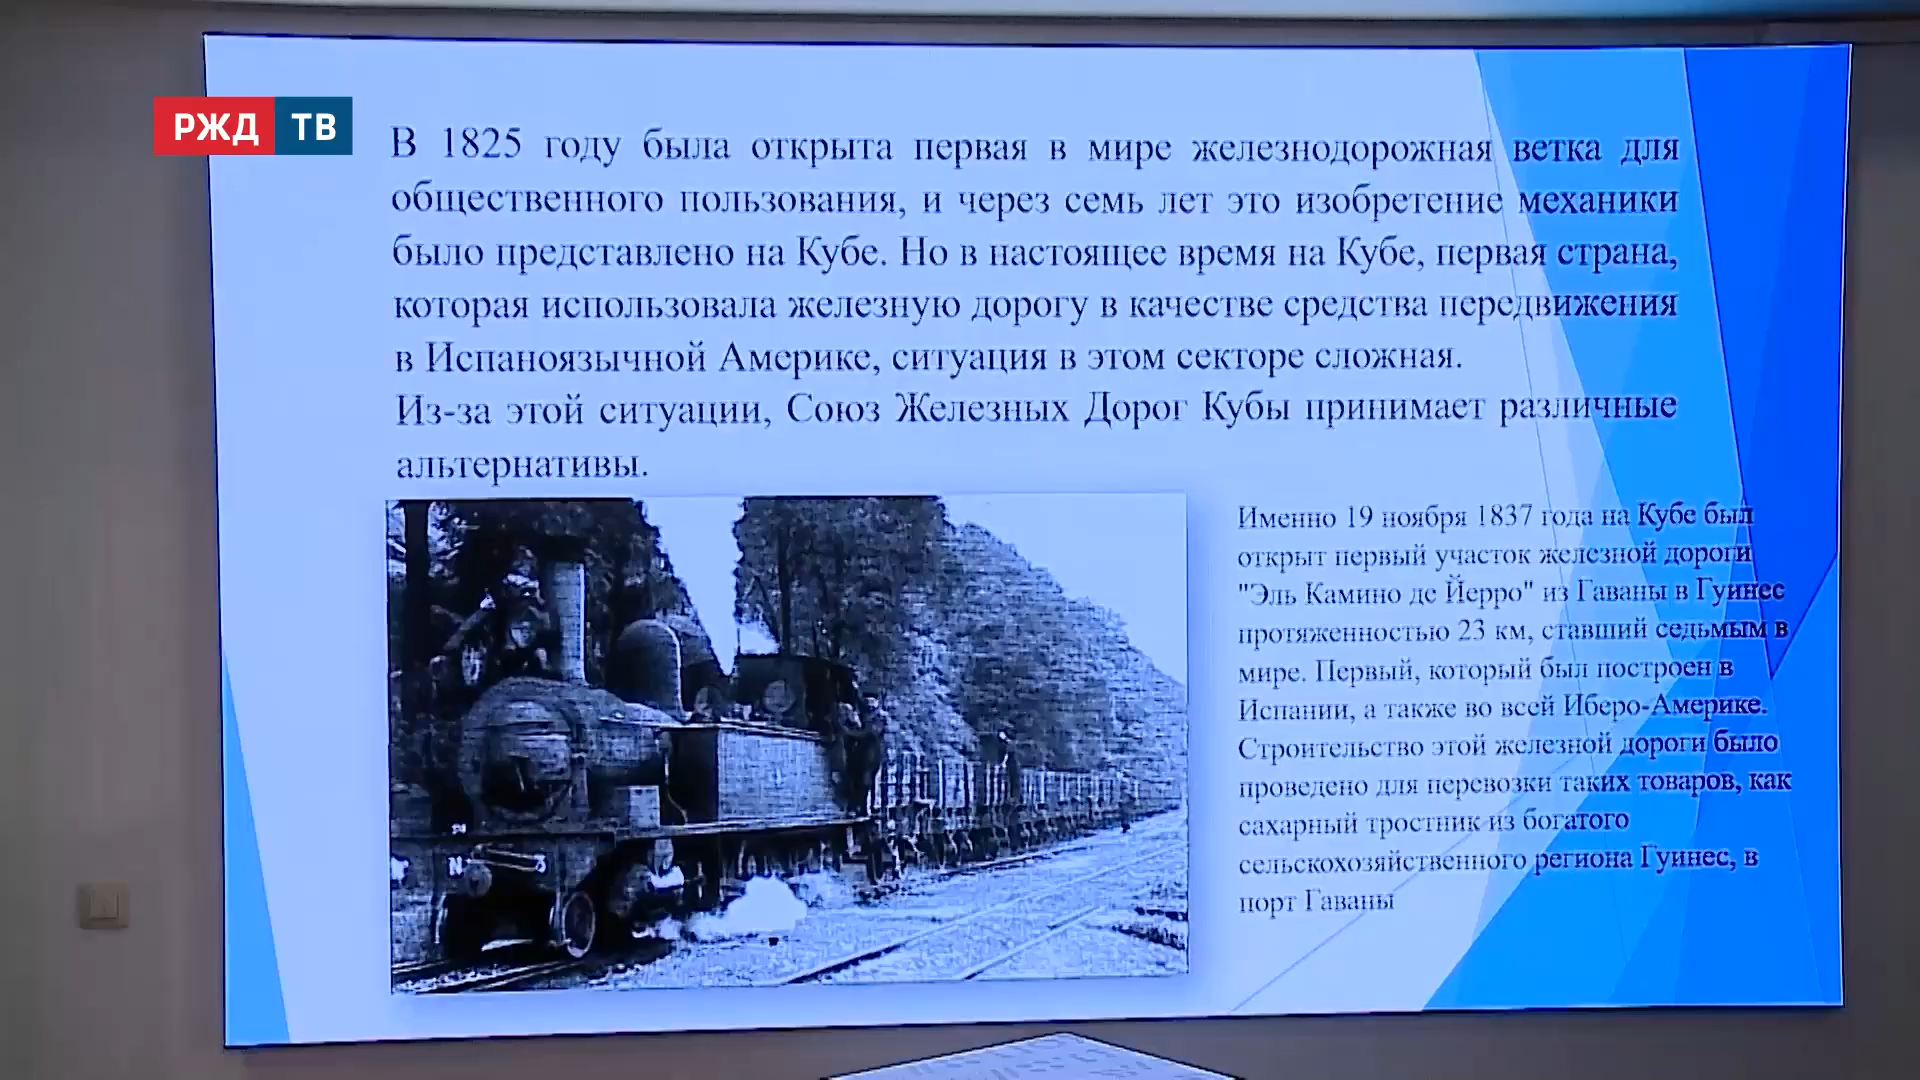 РЖД ТВ
В 1825 году была открыта первая в мире железнодорожная ветка для
общественного пользования, и через семь лет это изобретение механики
было представлено на Кубе. Но в настоящее время на Кубе, первая страна,
которая использовала железную дорогу в качестве средства передвижения
в Испаноязычной Америке, ситуация в этом секторе сложная.
Из-за этой ситуации, Союз Железных Дорог Кубы принимает различные
альтернативы.
Именно 19 ноября 1837 года на Кубе был
открыт первый участок железной дороги
"Эль Камино де Йерро" из Гаваны в Гуинес
протяженностью 23 км, ставший седьмым в
мире. Первый, который был построен в
Испании, а также во всей Иберо-Америке.
Строительство этой железной дороги было
проведено для перевозки таких товаров, как
сахарный тростник из богатого
сельскохозяйственного региона Гуинес, в
порт Гаваны
N 3